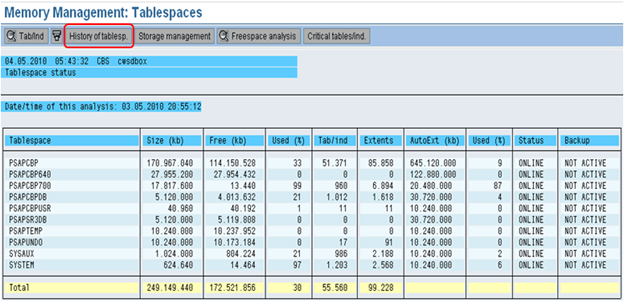 Memory Management: Tablespaces
Tab/Ind History of tablesp. Storage management Freespace analysis Critical tables/ind.
04.05.2010 05:43:32 CBS cwsdbox
Tablespace status
Date/time of this analysis: 03.05.2010 20:55:12
Tablespace Size (kb) Free (kb) Used (%) Tab/ind Extents AutoExt (kb) Used (%) Status Backup
PSAPCBP 170.967.040 114.150.528 33 51.371 85.858 645.120.000 9 ONLINE NOT ACTIVE
PSAPCBP640 27.955.200 27.954.432 0 0 0 122.880.000 0 ONLINE NOT ACTIVE
PSAPCBP700 17.817.600 13.440 99 960 6.894 20.480.000 87 ONLINE NOT ACTIVE
PSAPCBPDB 5.120.000 4.013.632 21 1.012 1.618 30.720.000 4 ONLINE NOT ACTIVE
PSAPCBPUSR 40.960 40.192 1 11 11 10.240.000 0 ONLINE NOT ACTIVE
PSAPSR3DB 5.120.000 5.119.808 0 0 0 30.720.000 0 ONLINE NOT ACTIVE
PSAPTEMP 10.240.000 10.237.952 0 0 0 10.240.000 0 ONLINE NOT ACTIVE
PSAPUNDO 10.240.000 10.173.184 0 17 91 10.240.000 0 ONLINE NOT ACTIVE
SYSAUX 1.024.000 804.224 21 986 2.188 10.240.000 2 ONLINE NOT ACTIVE
SYSTEM 624.640 14.464 97 1.203 2.568 10.240.000 6 ONLINE NOT ACTIVE
Total 249.149.440 172.521.856 30 55.560 99.228